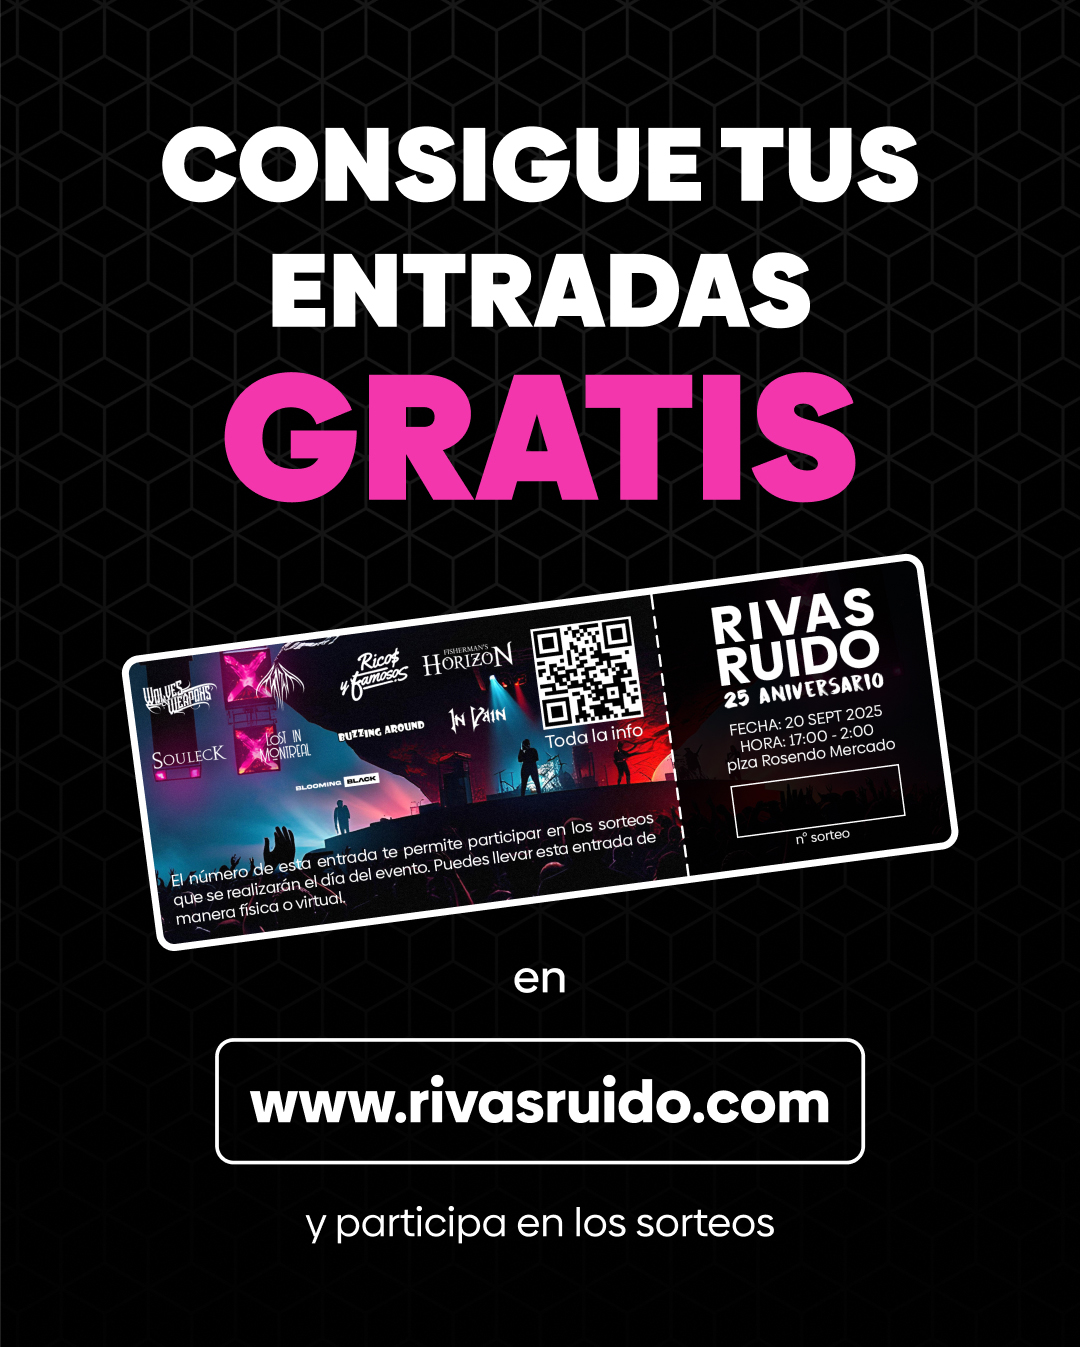 CONSIGUE TUS
ENTRADAS
GRATIS
WOLVES
WEAPONS
Rico$
y famosos
FISHERMAN'S
HORIZON
SOULECK
LOST IN
MONTREAL
BUZZING AROUND
IN VAIN
BLOOMING BLACK
Toda la info
El número de esta entrada te permite participar en los sorteos
que se realizarán el día del evento. Puedes llevar esta entrada de
manera física o virtual.
RIVAS
RUIDO
25 ANIVERSARIO
FECHA: 20 SEPT 2025
HORA: 17:00 - 2:00
plza Rosendo Mercado
nº sorteo
en
www.rivasruido.com
y participa en los sorteos